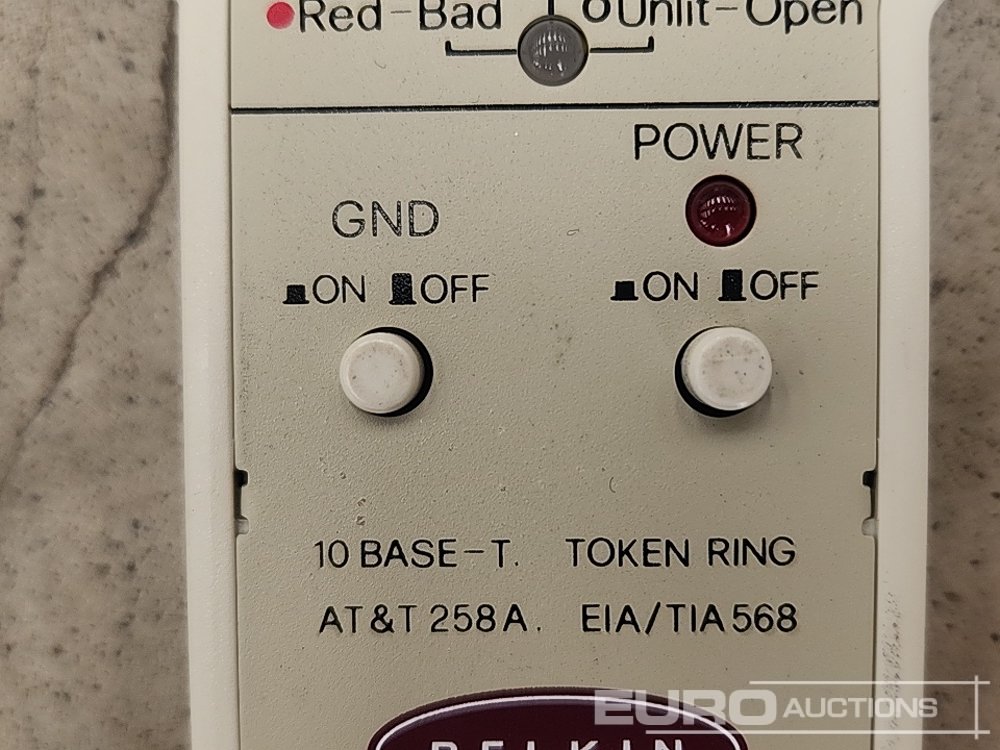 Red-Bad Unlit-Open
POWER
GND
ON OFF ON OFF
10 BASE-T. TOKEN RING
AT&T 258A. EIA/TIA568
BELKIN
EURO AUCTIONS